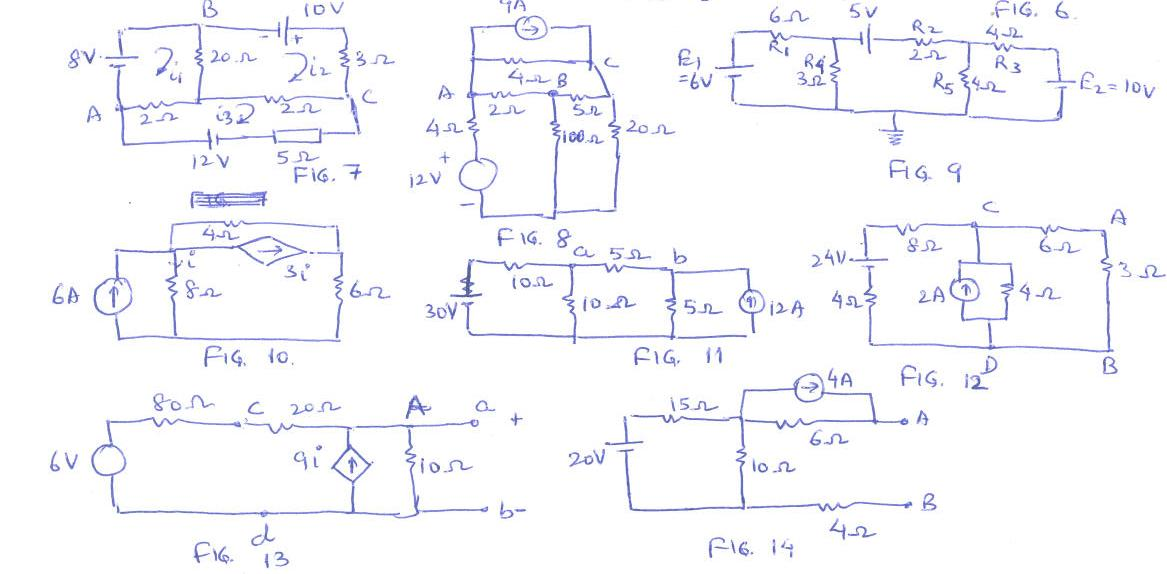 B 10V
8V 20Ω 3Ω
i1 i2
- +
A 2Ω i3 2Ω C
12V 5Ω
FIG. 7
9A
4Ω C
A 2Ω B 5Ω
4Ω 100Ω 20Ω
12V + -
FIG. 8
FIG. 6.
6Ω 5V R2 4Ω
R1 2Ω R3
E1 =6V R4 3Ω R5 4Ω E2=10V
FIG. 9
4Ω
i 3i
6A 8Ω 6Ω
FIG. 10.
a 5Ω b
10Ω
30V 10Ω 5Ω 12A
FIG. 11
C A
8Ω 6Ω
24V 3Ω
4Ω 2A 4Ω
D B
FIG. 12
80Ω C 20Ω A a +
6V 9i 10Ω
b -
d
FIG. 13
4A
15Ω A
6Ω
20V 10Ω
B
4Ω
FIG. 14